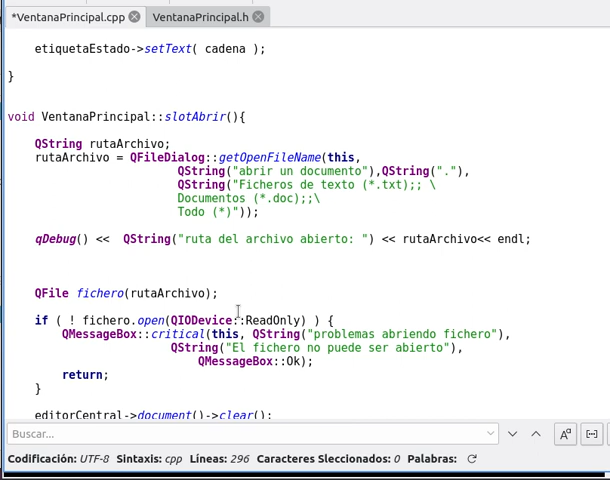 *VentanaPrincipal.cpp VentanaPrincipal.h
etiquetaEstado->setText( cadena );
}
void VentanaPrincipal::slotAbrir(){
QString rutaArchivo;
rutaArchivo = QFileDialog::getOpenFileName(this,
QString("abrir un documento"),QString("."),
QString("Ficheros de texto (*.txt);; \
Documentos (*.doc);;\
Todo (*)"));
qDebug() <<  QString("ruta del archivo abierto: ") << rutaArchivo<< endl;
QFile fichero(rutaArchivo);
if ( ! fichero.open(QIODevice::ReadOnly) ) {
QMessageBox::critical(this, QString("problemas abriendo fichero"),
QString("El fichero no puede ser abierto"),
QMessageBox::Ok);
return;
}
editorCentral->document()->clear();
Buscar...
Codificación: UTF-8 Sintaxis: cpp Líneas: 296 Caracteres Sleccionados: 0 Palabras: